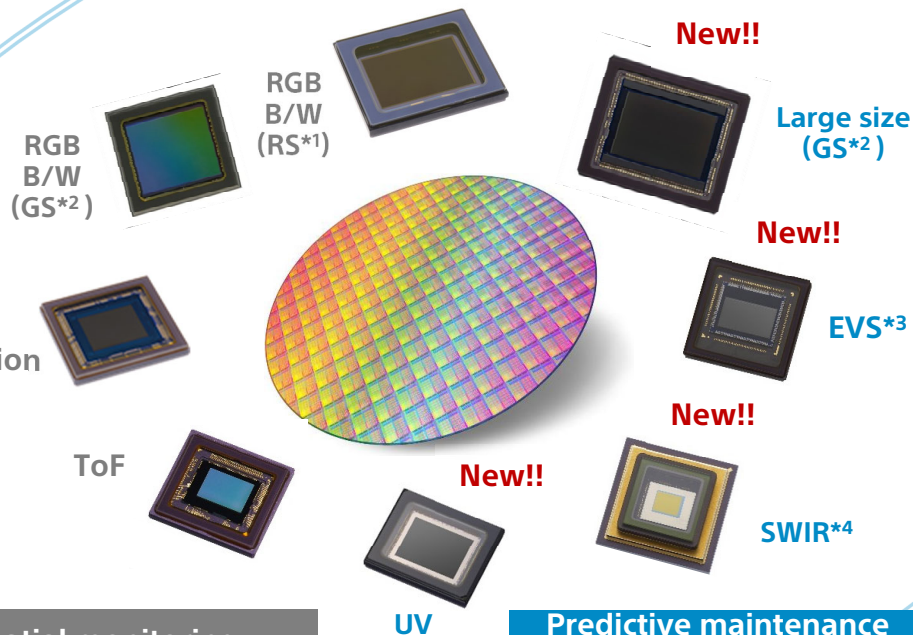 New!!
RGB
B/W
(RS*1)
Large size
(GS*2)
RGB
B/W
(GS*2)
New!!
EVS*3
New!!
ToF
New!!
SWIR*4
UV
Predictive maintenance